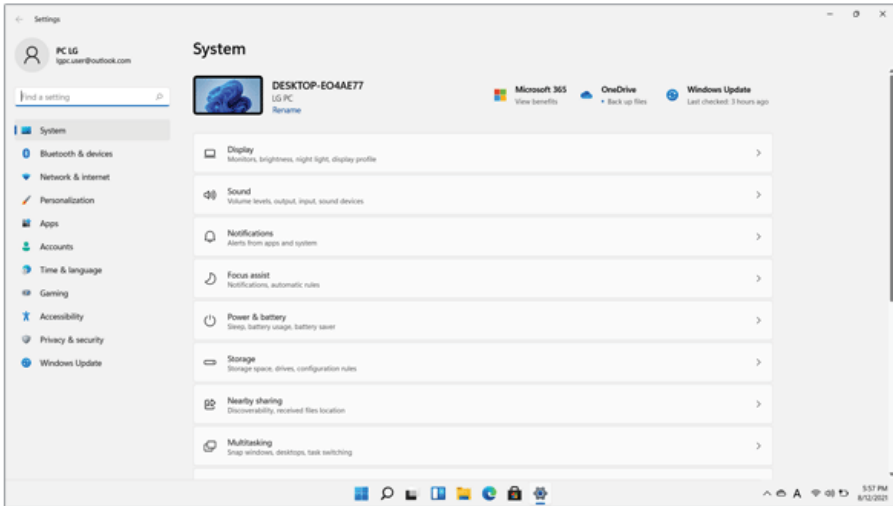 Settings
PC LG
lgpc.user@outlook.com
Find a setting
System
Bluetooth & devices
Network & internet
Personalization
Apps
Accounts
Time & language
Gaming
Accessibility
Privacy & security
Windows Update
System
DESKTOP-EO4AE77
LG PC
Rename
Microsoft 365
View benefits
OneDrive
• Back up files
Windows Update
Last checked: 3 hours ago
Display
Monitors, brightness, night light, display profile
Sound
Volume levels, output, input, sound devices
Notifications
Alerts from apps and system
Focus assist
Notifications, automatic rules
Power & battery
Sleep, battery usage, battery saver
Storage
Storage space, drives, configuration rules
Nearby sharing
Discoverability, received files location
Multitasking
Snap windows, desktops, task switching
A
5:57 PM
8/12/2021